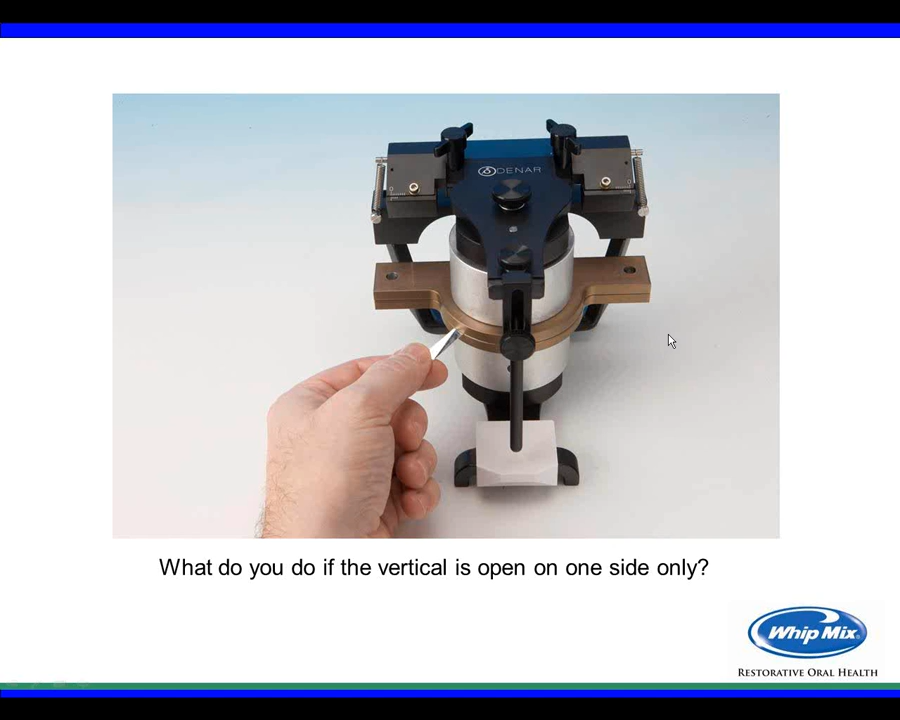 DENAR
What do you do if the vertical is open on one side only?
Whip Mix®
RESTORATIVE ORAL HEALTH